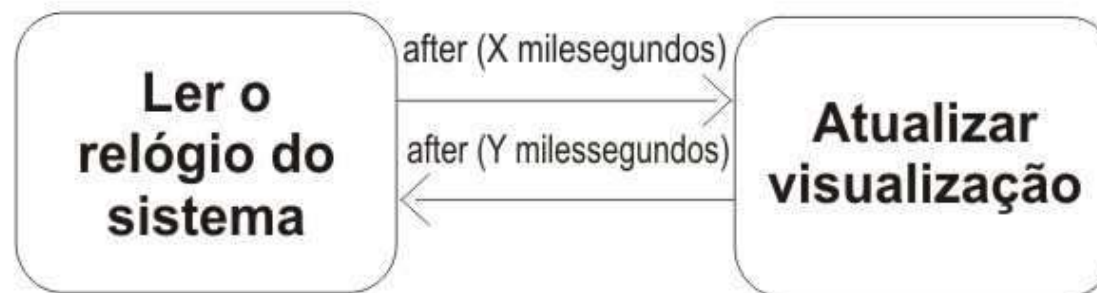 Ler o
relógio do
sistema
after (X milesegundos)
after (Y milessegundos)
Atualizar
visualização